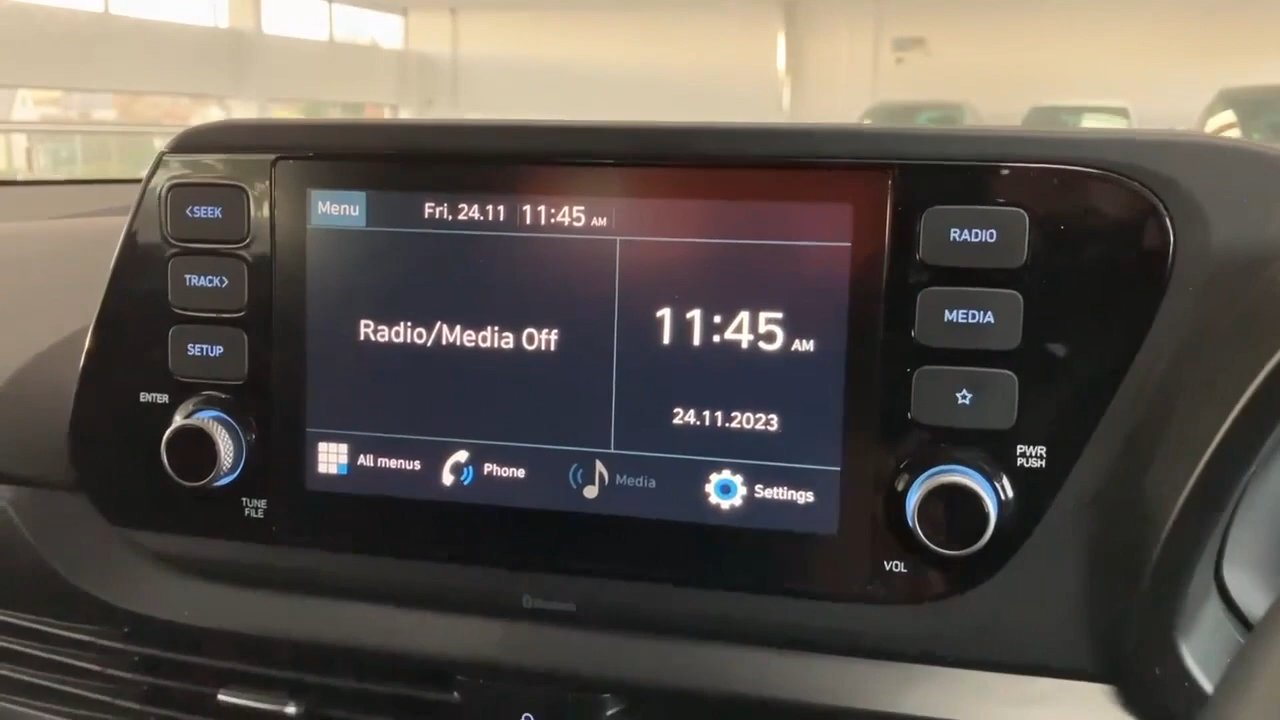 <SEEK
TRACK>
SETUP
ENTER
TUNE
FILE
Menu
Fri, 24.11 11:45 AM
Radio/Media Off
11:45 AM
24.11.2023
All menus
Phone
Media
Settings
RADIO
MEDIA
PWR
PUSH
VOL
Bluetooth